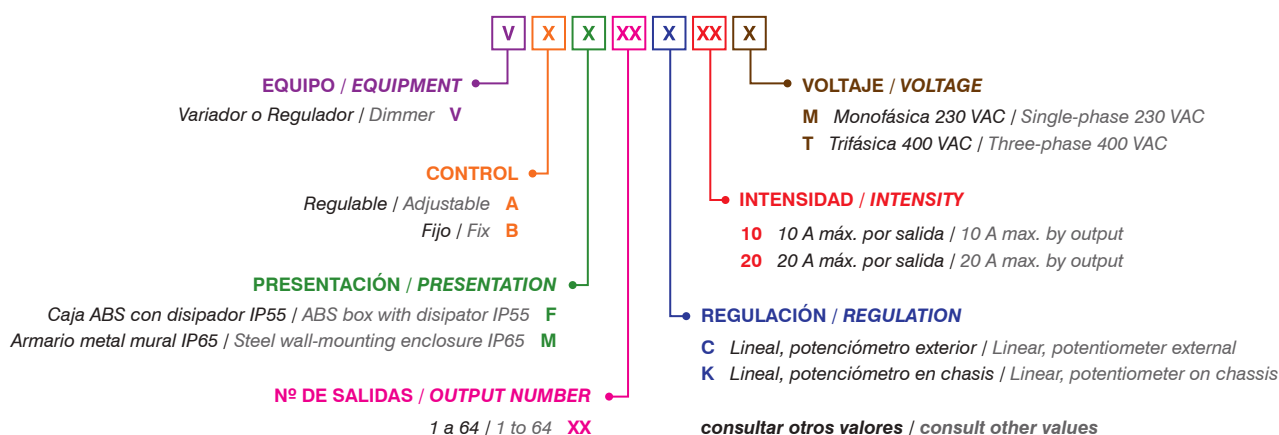 V X X XX X XX X
EQUIPO / EQUIPMENT
Variador o Regulador / Dimmer V
CONTROL
Regulable / Adjustable A
Fijo / Fix B
PRESENTACIÓN / PRESENTATION
Caja ABS con disipador IP55 / ABS box with disipator IP55 F
Armario metal mural IP65 / Steel wall-mounting enclosure IP65 M
Nº DE SALIDAS / OUTPUT NUMBER
1 a 64 / 1 to 64 XX
VOLTAJE / VOLTAGE
M Monofásica 230 VAC / Single-phase 230 VAC
T Trifásica 400 VAC / Three-phase 400 VAC
INTENSIDAD / INTENSITY
10 10 A máx. por salida / 10 A max. by output
20 20 A máx. por salida / 20 A max. by output
REGULACIÓN / REGULATION
C Lineal, potenciómetro exterior / Linear, potentiometer external
K Lineal, potenciómetro en chasis / Linear, potentiometer on chassis
consultar otros valores / consult other values